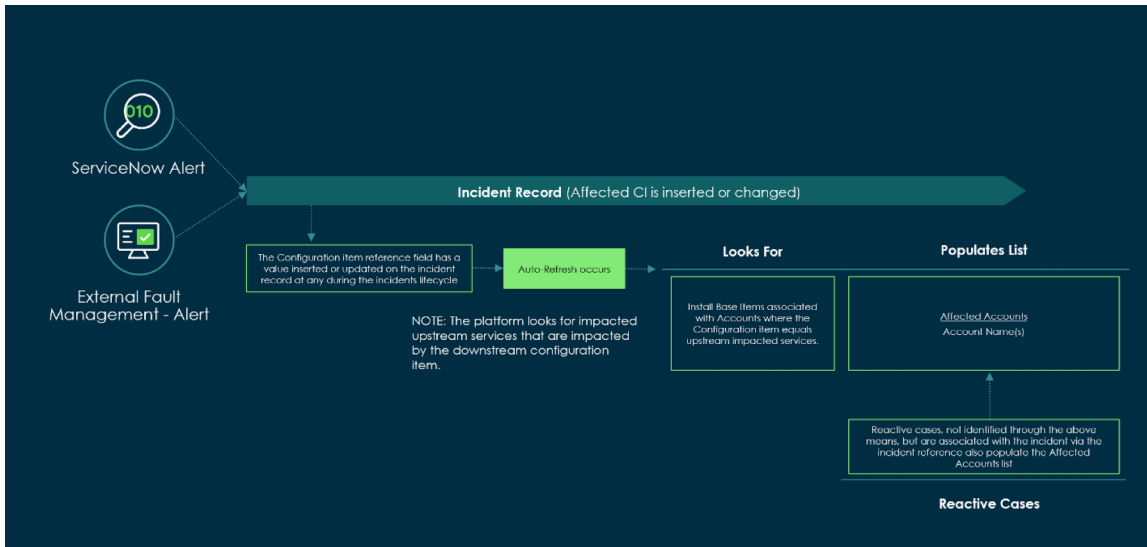 010
ServiceNow Alert
External Fault
Management - Alert
Incident Record (Affected CI is inserted or changed)
The Configuration item reference field has a
value inserted or updated on the incident
record at any during the incidents lifecycle
Auto-Refresh occurs
NOTE: The platform looks for impacted
upstream services that are impacted
by the downstream configuration
item.
Looks For
Install Base Items associated
with Accounts where the
Configuration item equals
upstream impacted services.
Populates List
Affected Accounts
Account Name(s)
Reactive cases, not identified through the above
means, but are associated with the incident via the
incident reference also populate the Affected
Accounts list
Reactive Cases